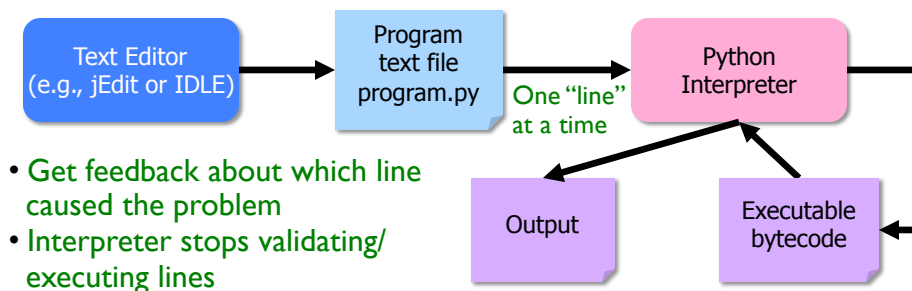 Text Editor
(e.g., jEdit or IDLE)
Program
text file
program.py
One “line”
at a time
Python
Interpreter
• Get feedback about which line
caused the problem
• Interpreter stops validating/
executing lines
Output
Executable
bytecode